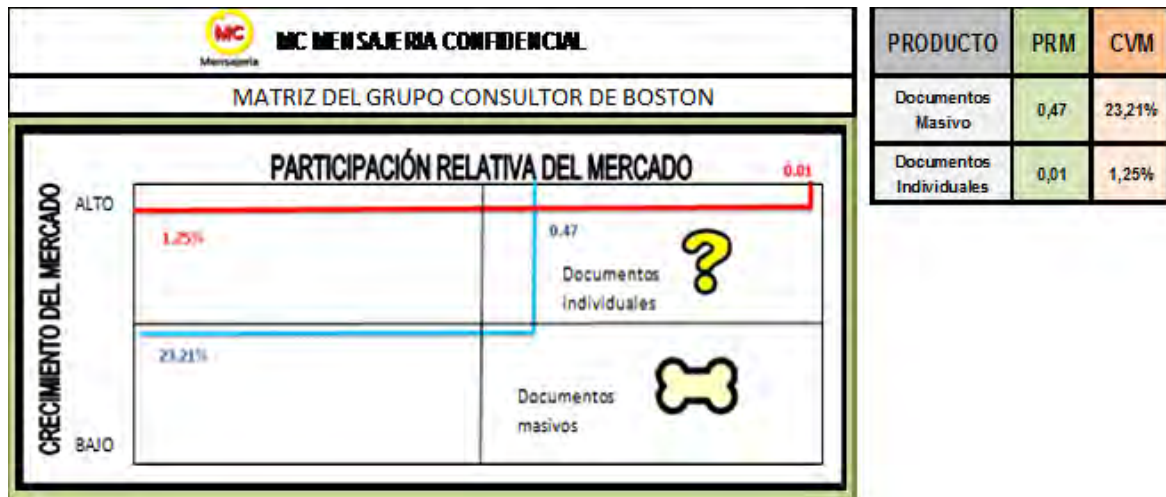 MC
Mensajería
MC MENSAJERIA CONFIDENCIAL
MATRIZ DEL GRUPO CONSULTOR DE BOSTON
PARTICIPACIÓN RELATIVA DEL MERCADO
0.01
CRECIMIENTO DEL MERCADO
ALTO
1.25%
0.47
Documentos
individuales
?
23.21%
Documentos
masivos
BAJO
PRODUCTO PRM CVM
Documentos
Masivo
0,47 23,21%
Documentos
Individuales
0,01 1,25%